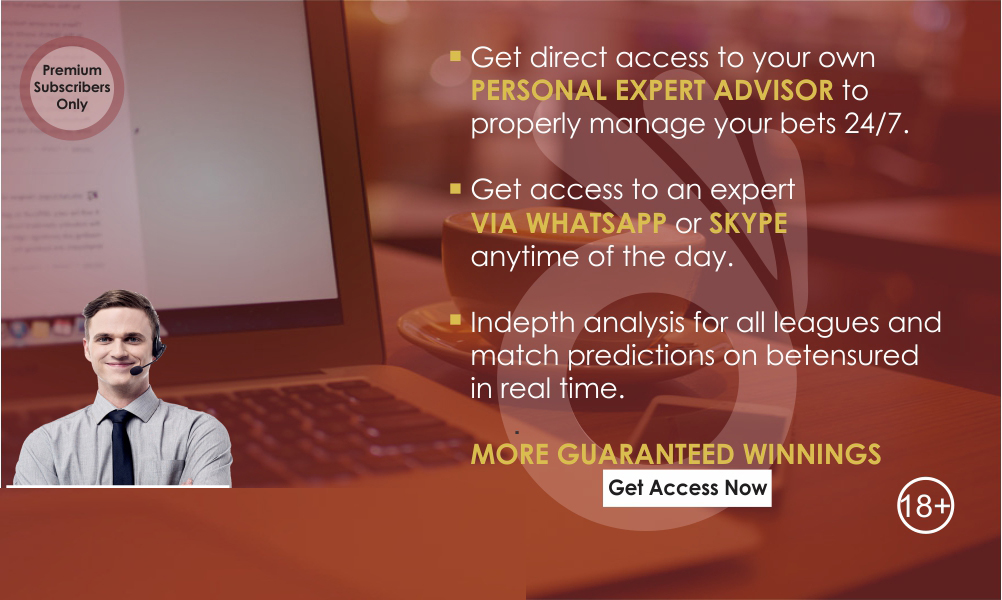 Premium
Subscribers
Only
Get direct access to your own
PERSONAL EXPERT ADVISOR to
properly manage your bets 24/7.
Get access to an expert
VIA WHATSAPP or SKYPE
anytime of the day.
Indepth analysis for all leagues and
match predictions on betensured
in real time.
MORE GUARANTEED WINNINGS
Get Access Now
18+